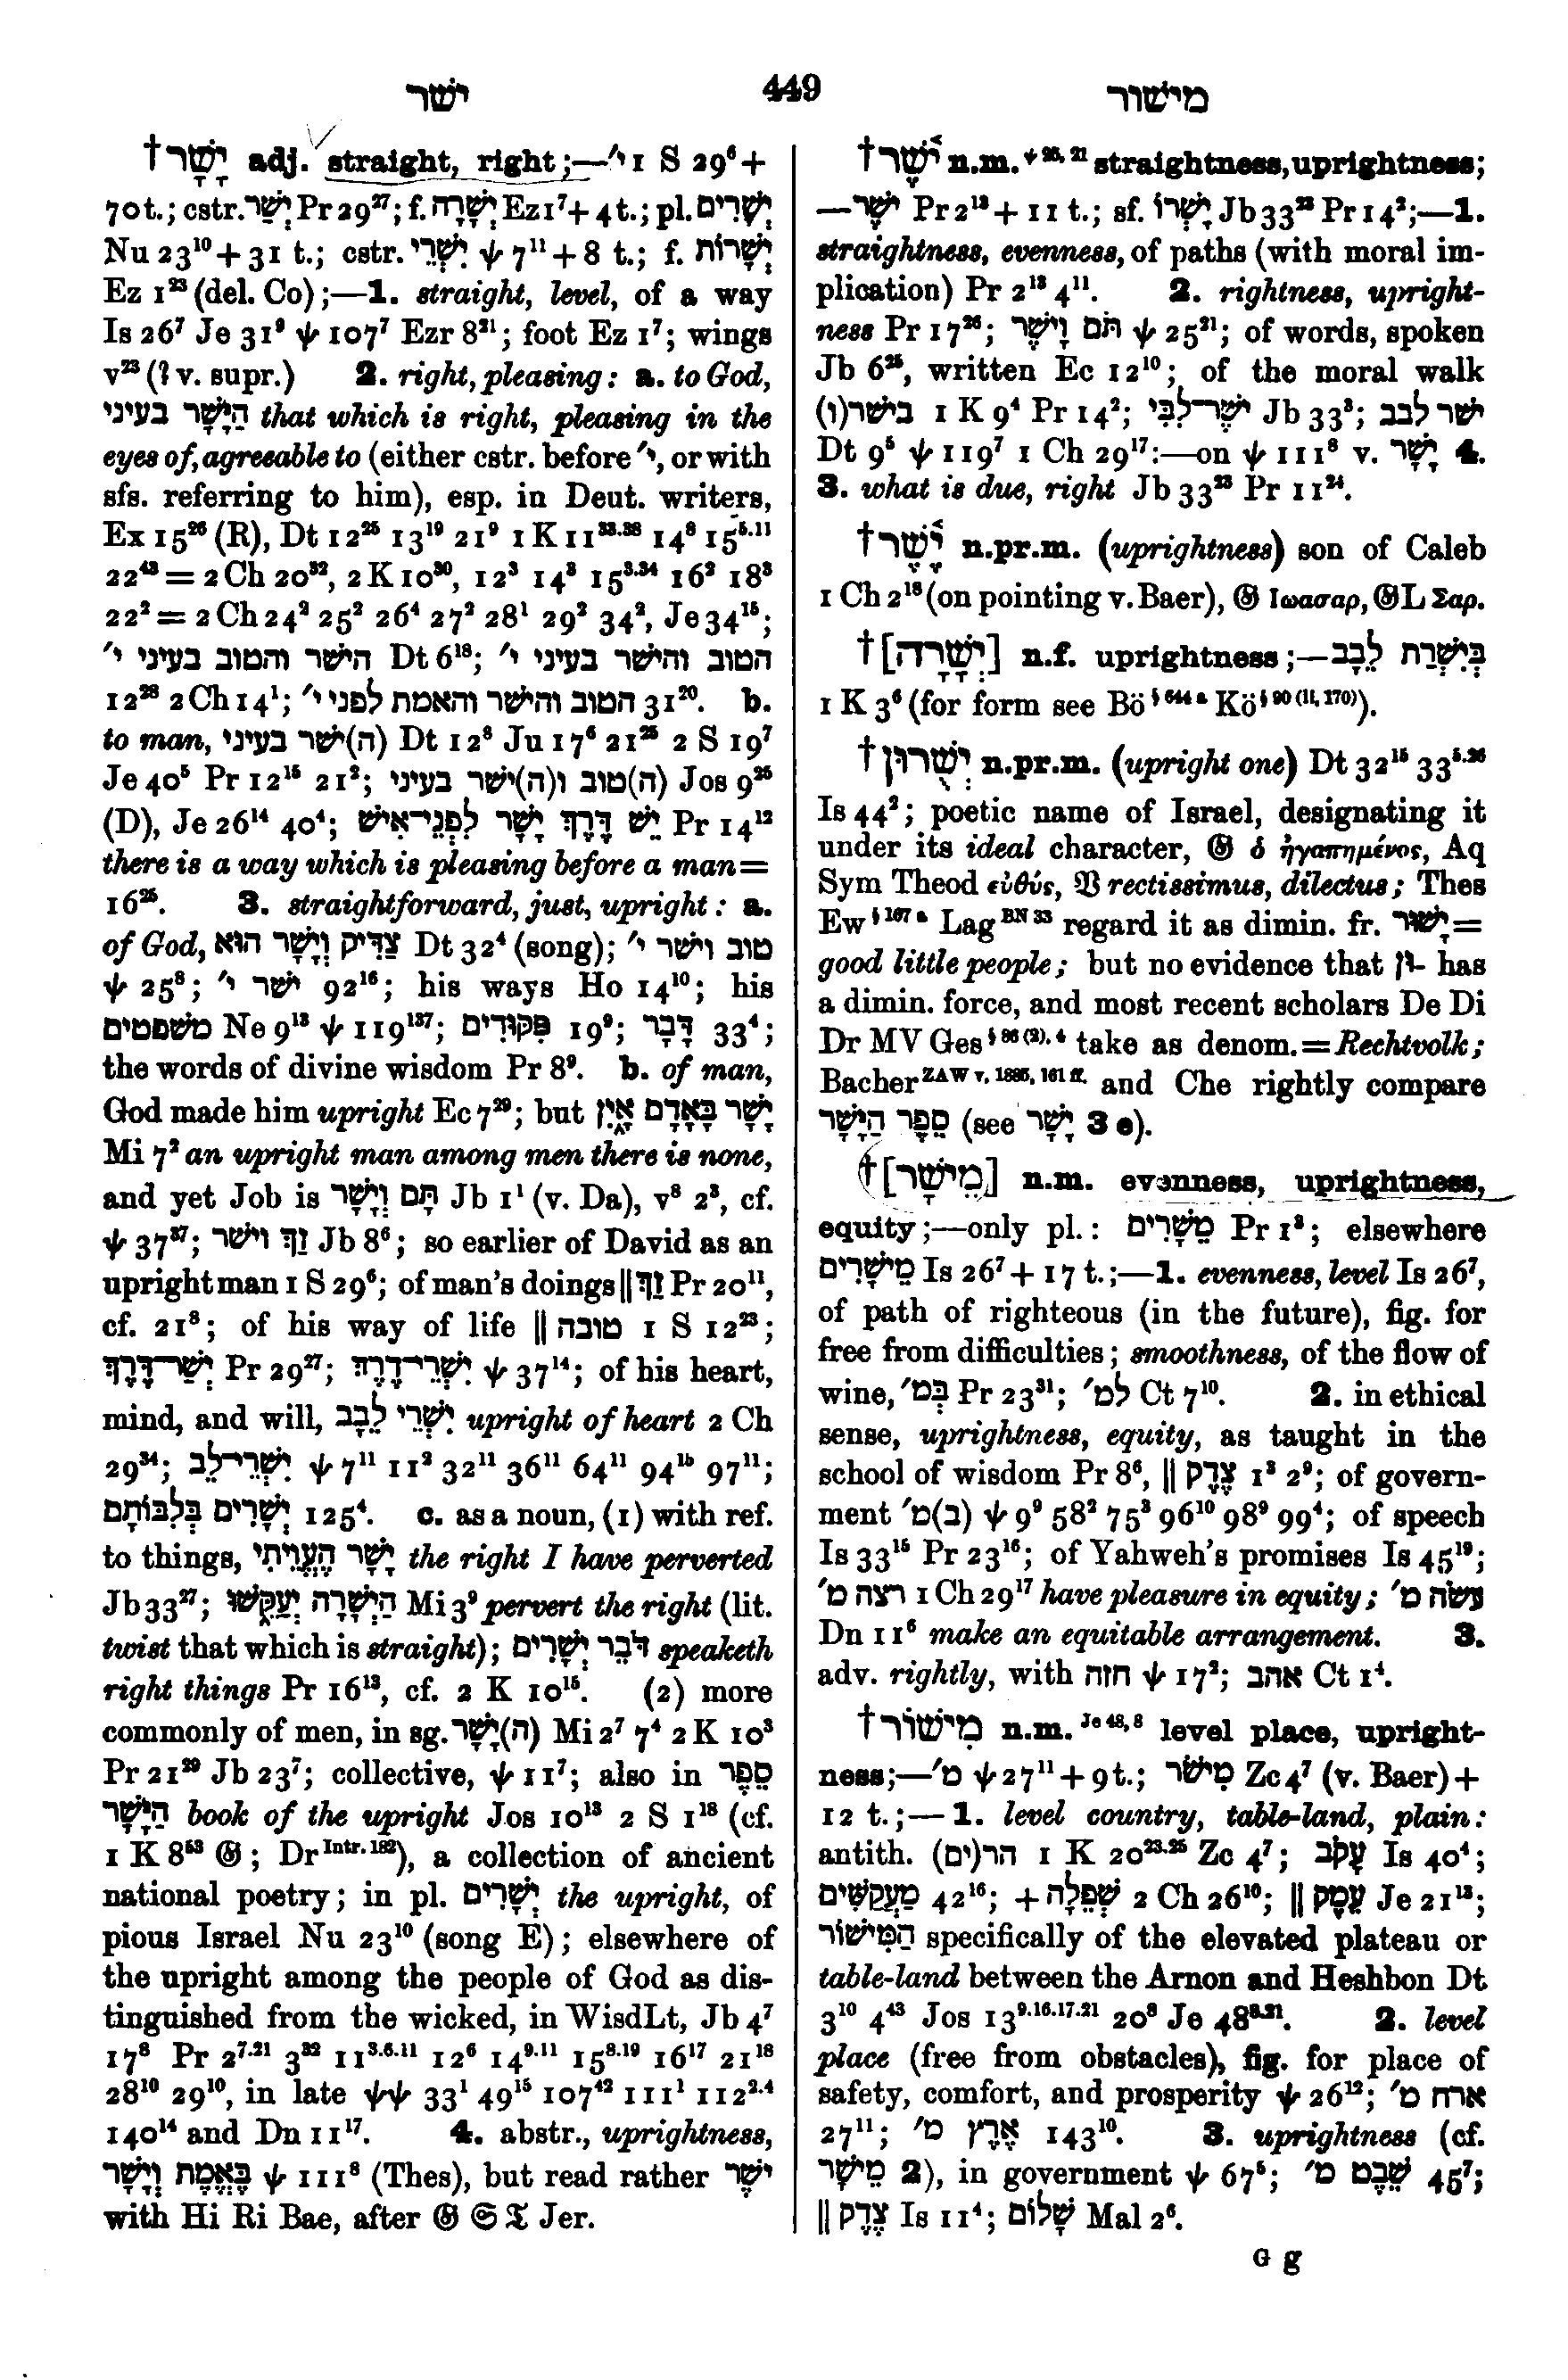 ישר 449 מישור
†יָשָׁר adj. straight, right;—י׳ 1 S 29⁶+
70 t.; cstr. יְשַׁר Pr 29²⁷; f. יְשָׁרָה Ez 1⁷+ 4 t.; pl. יְשָׁרִים
Nu 23¹⁰+31 t.; cstr. יִשְׁרֵי ψ 7¹¹+8 t.; f. יְשָׁרוֹת
Ez 1²³ (del. Co);—1. straight, level, of a way
Is 26⁷ Je 31⁹ ψ 107⁷ Ezr 8²¹; foot Ez 1⁷; wings
v²³ (? v. supr.) 2. right, pleasing: a. to God,
הַיָּשָׁר בעיני that which is right, pleasing in the
eyes of, agreeable to (either cstr. before י׳, or with
sfs. referring to him), esp. in Deut. writers,
Ex 15²⁶ (R), Dt 12²⁵ 13¹⁹ 21⁹ 1 K 11³³·³⁸ 14⁸ 15⁵·¹¹
22⁴³ = 2 Ch 20³², 2 K 10³⁰, 12³ 14³ 15³·³⁴ 16² 18³
22² = 2 Ch 24² 25² 26⁴ 27² 28¹ 29² 34², Je 34¹⁵;
הישר והטוב בעיני י׳ Dt 6¹⁸; הטוב והישר בעיני י׳
12²⁸ 2 Ch 14¹; הטוב והישר והאמת לפני י׳ 31²⁰. b.
to man, (ה)ישר בעיני Dt 12⁸ Ju 17⁶ 21²⁵ 2 S 19⁷
Je 40⁵ Pr 12¹⁵ 21²; (ה)טוב ו(ה)ישר בעיני Jos 9²⁵
(D), Je 26¹⁴ 40⁴; יֵשׁ דֶּרֶךְ יָשָׁר לִפְנֵי־אִישׁ Pr 14¹²
there is a way which is pleasing before a man =
16²⁵. 3. straightforward, just, upright: a.
of God, צַדִּיק וְיָשָׁר הוּא Dt 32⁴ (song); טוב וישר י׳
ψ 25⁸; ישר י׳ 92¹⁶; his ways Ho 14¹⁰; his
משפטים Ne 9¹³ ψ 119¹³⁷; פִּקּוּדִים 19⁹; דָּבָר 33⁴;
the words of divine wisdom Pr 8⁹. b. of man,
God made him upright Ec 7²⁹; but יָשָׁר בָּאָדָם אָיִן
Mi 7² an upright man among men there is none,
and yet Job is תָּם וְיָשָׁר Jb 1¹ (v. Da), v⁸ 2³, cf.
ψ 37³⁷; זַךְ וישר Jb 8⁶; so earlier of David as an
upright man 1 S 29⁶; of man's doings || זַךְ Pr 20¹¹,
cf. 21⁸; of his way of life || טובה 1 S 12²³;
יְשַׁר־דָּרֶךְ Pr 29²⁷; יִשְׁרֵי־דָרֶךְ ψ 37¹⁴; of his heart,
mind, and will, יִשְׁרֵי לֵבָב upright of heart 2 Ch
29³⁴; יִשְׁרֵי־לֵב ψ 7¹¹ 11² 32¹¹ 36¹¹ 64¹¹ 94¹⁵ 97¹¹;
יְשָׁרִים בְּלִבּוֹתָם 125⁴. c. as a noun, (1) with ref.
to things, יָשָׁר הֶעֱוֵיתִי the right I have perverted
Jb 33²⁷; הַיְשָׁרָה יְעַקֵּשׁוּ Mi 3⁹ pervert the right (lit.
twist that which is straight); דֹּבֵר יְשָׁרִים speaketh
right things Pr 16¹³, cf. 2 K 10¹⁵. (2) more
commonly of men, in sg. (ה)יָשָׁר Mi 2⁷ 7⁴ 2 K 10³
Pr 21²⁹ Jb 23⁷; collective, ψ 11⁷; also in סֵפֶר
הַיָּשָׁר book of the upright Jos 10¹³ 2 S 1¹⁸ (cf.
1 K 8⁵³ 𝔊; Dr Intr. 182), a collection of ancient
national poetry; in pl. יְשָׁרִים the upright, of
pious Israel Nu 23¹⁰ (song E); elsewhere of
the upright among the people of God as dis-
tinguished from the wicked, in WisdLt, Jb 4⁷
17⁸ Pr 2⁷·²¹ 3³² 11³·⁶·¹¹ 12⁶ 14⁹·¹¹ 15⁸·¹⁹ 16¹⁷ 21¹⁸
28¹⁰ 29¹⁰, in late ψψ 33¹ 49¹⁵ 107⁴² 111¹ 112²·⁴
140¹⁴ and Dn 11¹⁷. 4. abstr., uprightness,
בֶּאֱמֶת וְיָשָׁר ψ 111⁸ (Thes), but read rather יֹשֶׁר
with Hi Ri Bae, after 𝔊 𝔖 𝔗 Jer.
†יֹ֫שֶׁר n.m. ψ 25, 21 straightness, uprightness;
—יֹשֶׁר Pr 2¹³+11 t.; sf. יָשְׁרוֹ Jb 33²³ Pr 14²;—1.
straightness, evenness, of paths (with moral im-
plication) Pr 2¹³ 4¹¹. 2. rightness, upright-
ness Pr 17²⁶; תֹּם וָיֹשֶׁר ψ 25²¹; of words, spoken
Jb 6²⁵, written Ec 12¹⁰; of the moral walk
בישר(ו) 1 K 9⁴ Pr 14²; יֹשֶׁר־לִבִּי Jb 33³; ישר לבב
Dt 9⁵ ψ 119⁷ 1 Ch 29¹⁷:—on ψ 111⁸ v. יָשָׁר 4.
3. what is due, right Jb 33²³ Pr 11²⁴.
†יֵ֫שֶׁר n.pr.m. (uprightness) son of Caleb
1 Ch 2¹⁸ (on pointing v. Baer), 𝔊 Ιωασαρ, 𝔊L Σαρ.
†[יְשָׁרָה] n.f. uprightness;—בְּיִשְׁרַת לֵבָב
1 K 3⁶ (for form see Bö § 644 a Kö § 90 (ii, 170)).
†יְשֻׁרוּן n.pr.m. (upright one) Dt 32¹⁵ 33⁵·²⁶
Is 44²; poetic name of Israel, designating it
under its ideal character, 𝔊 ὁ ἠγαπημένος, Aq
Sym Theod εὐθύς, 𝔙 rectissimus, dilectus; Thes
Ew § 167 a Lag BN 33 regard it as dimin. fr. יָשׁוּר=
good little people; but no evidence that וּן- has
a dimin. force, and most recent scholars De Di
Dr MV Ges § 86 (2). 4 take as denom. = Rechtvolk;
Bacher ZAW v, 1885, 161 ff. and Che rightly compare
סֵפֶר הַיָּשָׁר (see יָשָׁר 3 e).
†[מֵישָׁר] n.m. evenness, uprightness,
equity;—only pl.: מֵשָׁרִים Pr 1³; elsewhere
מֵישָׁרִים Is 26⁷+17 t.;—1. evenness, level Is 26⁷,
of path of righteous (in the future), fig. for
free from difficulties; smoothness, of the flow of
wine, בְּמ׳ Pr 23³¹; למ׳ Ct 7¹⁰. 2. in ethical
sense, uprightness, equity, as taught in the
school of wisdom Pr 8⁶, || צֶדֶק 1³ 2⁹; of govern-
ment (ב)מ׳ ψ 9⁹ 58² 75³ 96¹⁰ 98⁹ 99⁴; of speech
Is 33¹⁵ Pr 23¹⁶; of Yahweh's promises Is 45¹⁹;
רצה מ׳ 1 Ch 29¹⁷ have pleasure in equity; עשׂה מ׳
Dn 11⁶ make an equitable arrangement. 3.
adv. rightly, with חזה ψ 17²; אהב Ct 1⁴.
†מִישׁוֹר n.m. Je 48, 8 level place, upright-
ness;—מ׳ ψ 27¹¹+9 t.; מִישֹׁר Zc 4⁷ (v. Baer)+
12 t.;—1. level country, table-land, plain:
antith. הר(ים) 1 K 20²³·²⁵ Zc 4⁷; עָקֹב Is 40⁴;
מַעֲקַשִּׁים 42¹⁶; + שְׁפֵלָה 2 Ch 26¹⁰; || עֵמֶק Je 21¹³;
הַמִּישׁוֹר specifically of the elevated plateau or
table-land between the Arnon and Heshbon Dt
3¹⁰ 4⁴³ Jos 13⁹·¹⁶·¹⁷·²¹ 20⁸ Je 48⁸·²¹. 2. level
place (free from obstacles), fig. for place of
safety, comfort, and prosperity ψ 26¹²; ארח מ׳
27¹¹; אֶרֶץ מ׳ 143¹⁰. 3. uprightness (cf.
מֵישָׁר 2), in government ψ 67⁵; שֵׁבֶט מ׳ 45⁷;
|| צֶדֶק Is 11⁴; שָׁלוֹם Mal 2⁶.
G g